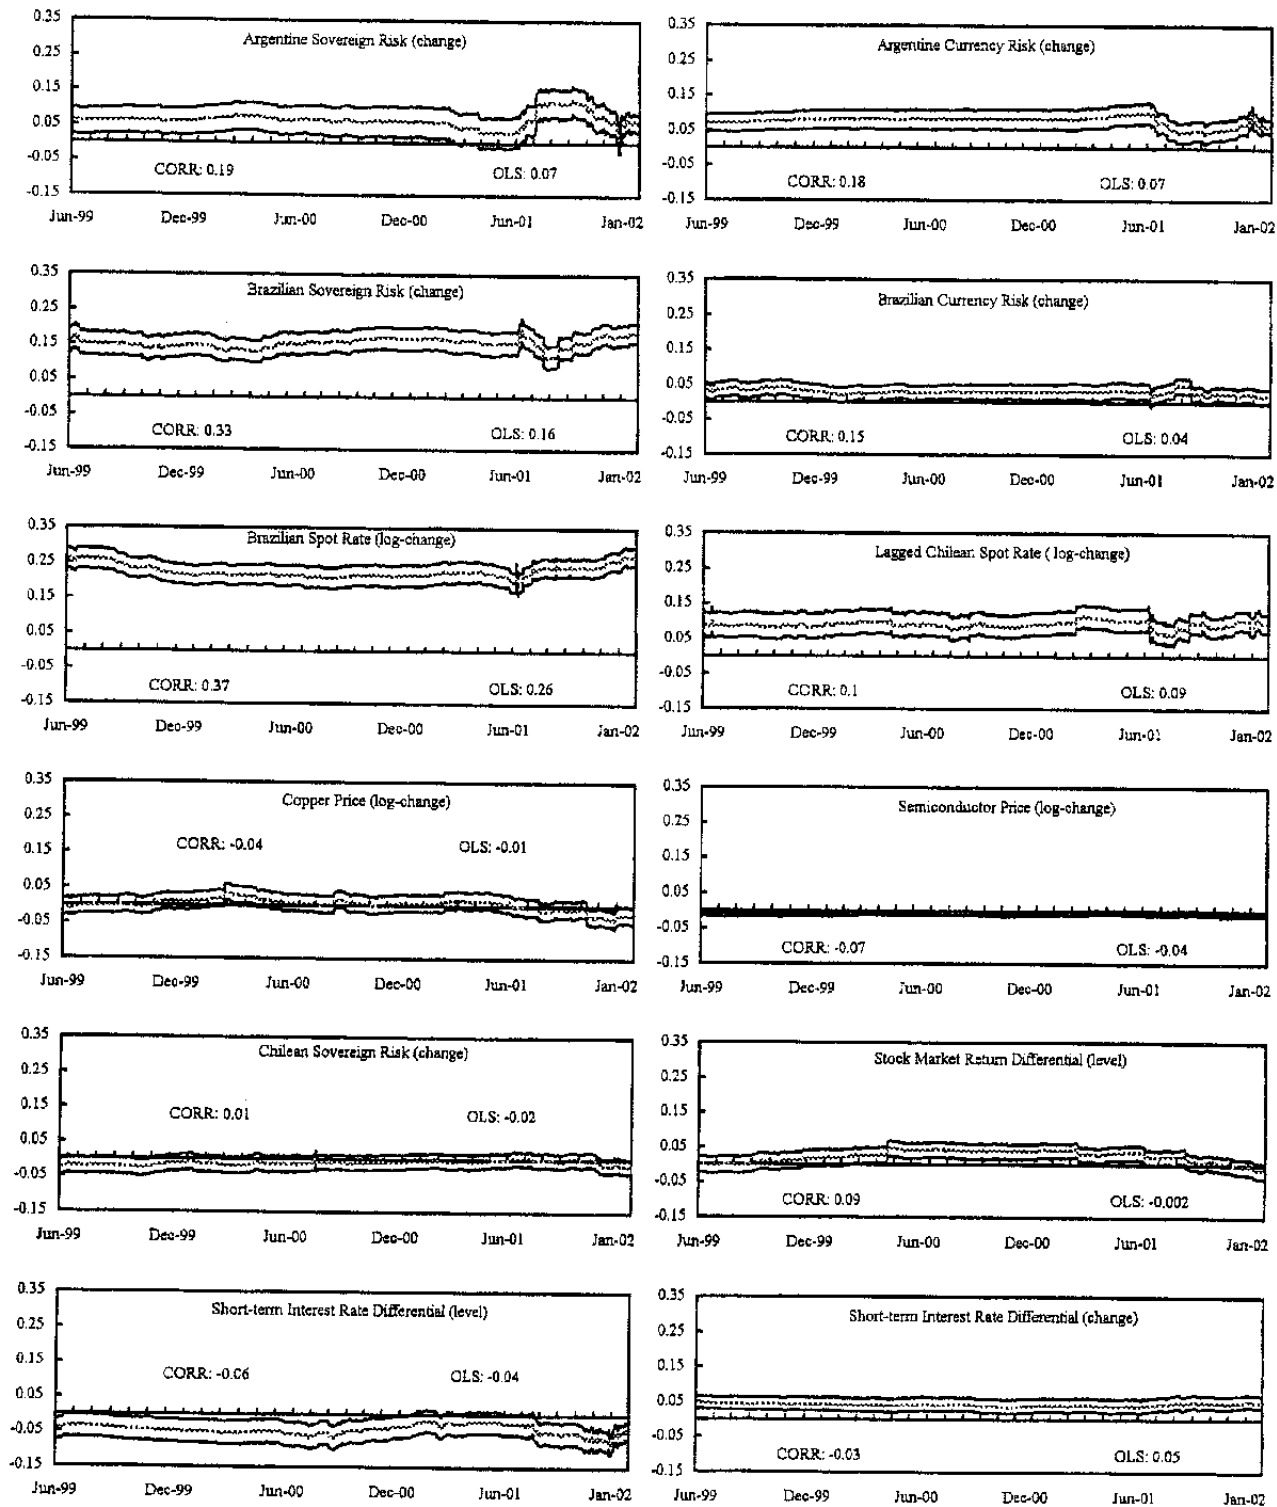 0.35
Argentine Sovereign Risk (change)
0.25
0.15
0.05
-0.05
CORR: 0.19 OLS: 0.07
-0.15
Jun-99 Dec-99 Jun-00 Dec-00 Jun-01 Jan-02
0.35
Argentine Currency Risk (change)
0.25
0.15
0.05
-0.05
CORR: 0.18 OLS: 0.07
-0.15
Jun-99 Dec-99 Jun-00 Dec-00 Jun-01 Jan-02
0.35
Brazilian Sovereign Risk (change)
0.25
0.15
0.05
-0.05
CORR: 0.33 OLS: 0.16
-0.15
Jun-99 Dec-99 Jun-00 Dec-00 Jun-01 Jan-02
0.35
Brazilian Currency Risk (change)
0.25
0.15
0.05
-0.05
CORR: 0.15 OLS: 0.04
-0.15
Jun-99 Dec-99 Jun-00 Dec-00 Jun-01 Jan-02
0.35
Brazilian Spot Rate (log-change)
0.25
0.15
0.05
-0.05
CORR: 0.37 OLS: 0.26
-0.15
Jun-99 Dec-99 Jun-00 Dec-00 Jun-01 Jan-02
0.35
Lagged Chilean Spot Rate ( log-change)
0.25
0.15
0.05
-0.05
CORR: 0.1 OLS: 0.09
-0.15
Jun-99 Dec-99 Jun-00 Dec-00 Jun-01 Jan-02
0.35
Copper Price (log-change)
0.25
0.15
CORR: -0.04 OLS: -0.01
0.05
-0.05
-0.15
Jun-99 Dec-99 Jun-00 Dec-00 Jun-01 Jan-02
0.35
Semiconductor Price (log-change)
0.25
0.15
0.05
-0.05
CORR: -0.07 OLS: -0.04
-0.15
Jun-99 Dec-99 Jun-00 Dec-00 Jun-01 Jan-02
0.35
Chilean Sovereign Risk (change)
0.25
0.15
CORR: 0.01 OLS: -0.02
0.05
-0.05
-0.15
Jun-99 Dec-99 Jun-00 Dec-00 Jun-01 Jan-02
0.35
Stock Market Return Differential (level)
0.25
0.15
0.05
-0.05
CORR: 0.09 OLS: -0.002
-0.15
Jun-99 Dec-99 Jun-00 Dec-00 Jun-01 Jan-02
0.35
Short-term Interest Rate Differential (level)
0.25
0.15
CORR: -0.06 OLS: -0.04
0.05
-0.05
-0.15
Jun-99 Dec-99 Jun-00 Dec-00 Jun-01 Jan-02
0.35
Short-term Interest Rate Differential (change)
0.25
0.15
0.05
-0.05
CORR: -0.03 OLS: 0.05
-0.15
Jun-99 Dec-99 Jun-00 Dec-00 Jun-01 Jan-02